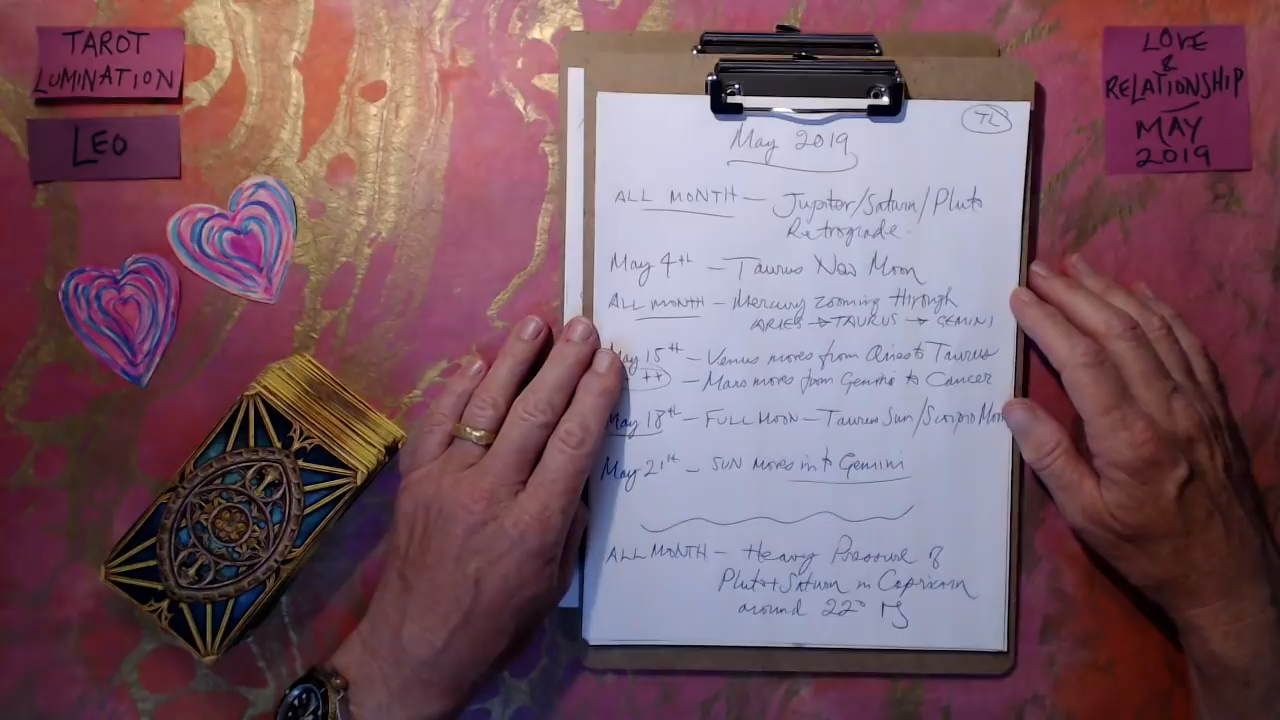 TAROT
LUMINATION
LEO
LOVE
&
RELATIONSHIP
MAY
2019
TL
May 2019
ALL MONTH — Jupiter/Saturn/Pluto
Retrograde.
May 4th — Taurus New Moon
ALL MONTH — Mercury zooming through
ARIES → TAURUS → GEMINI
May 15th — Venus moves from Aries to Taurus
++ — Mars moves from Gemini to Cancer
May 18th — FULL MOON — Taurus Sun/Scorpio Moon
May 21st — SUN moves into Gemini
ALL MONTH — Heavy Pressure of
Pluto + Saturn in Capricorn
around 22° ♑